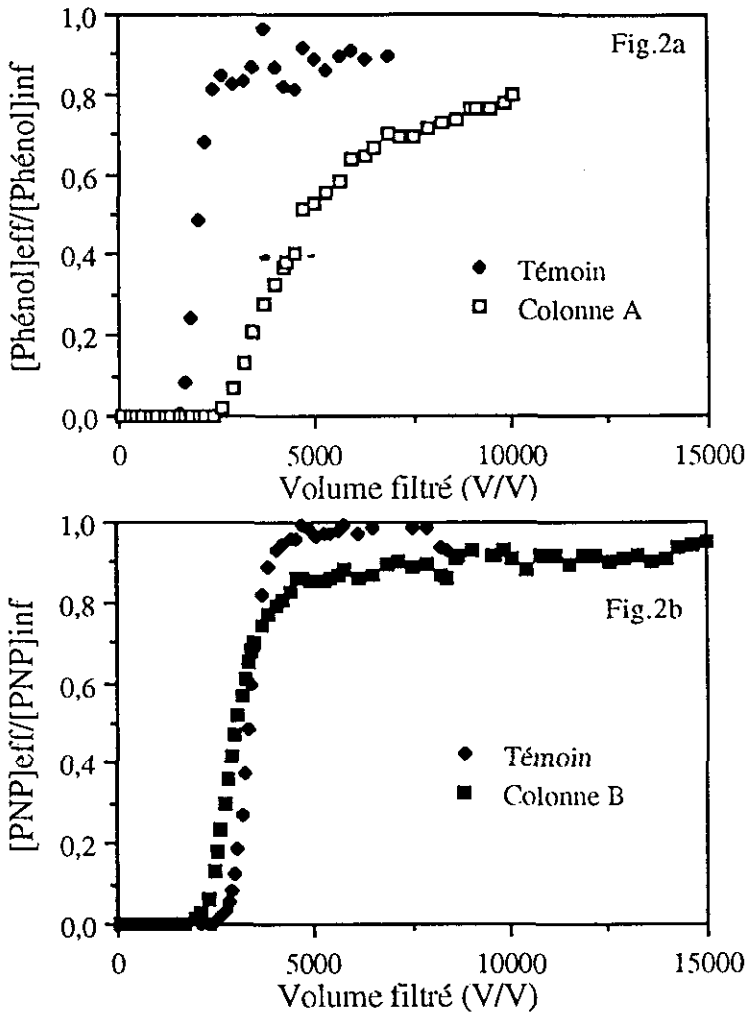 Fig.2a
[Phénol]eff/[Phénol]inf
1,0
0,8
0,6
0,4
0,2
0,0
Témoin
Colonne A
0
5000
10000
15000
Volume filtré (V/V)
Fig.2b
[PNP]eff/[PNP]inf
1,0
0,8
0,6
0,4
0,2
0,0
Témoin
Colonne B
0
5000
10000
15000
Volume filtré (V/V)